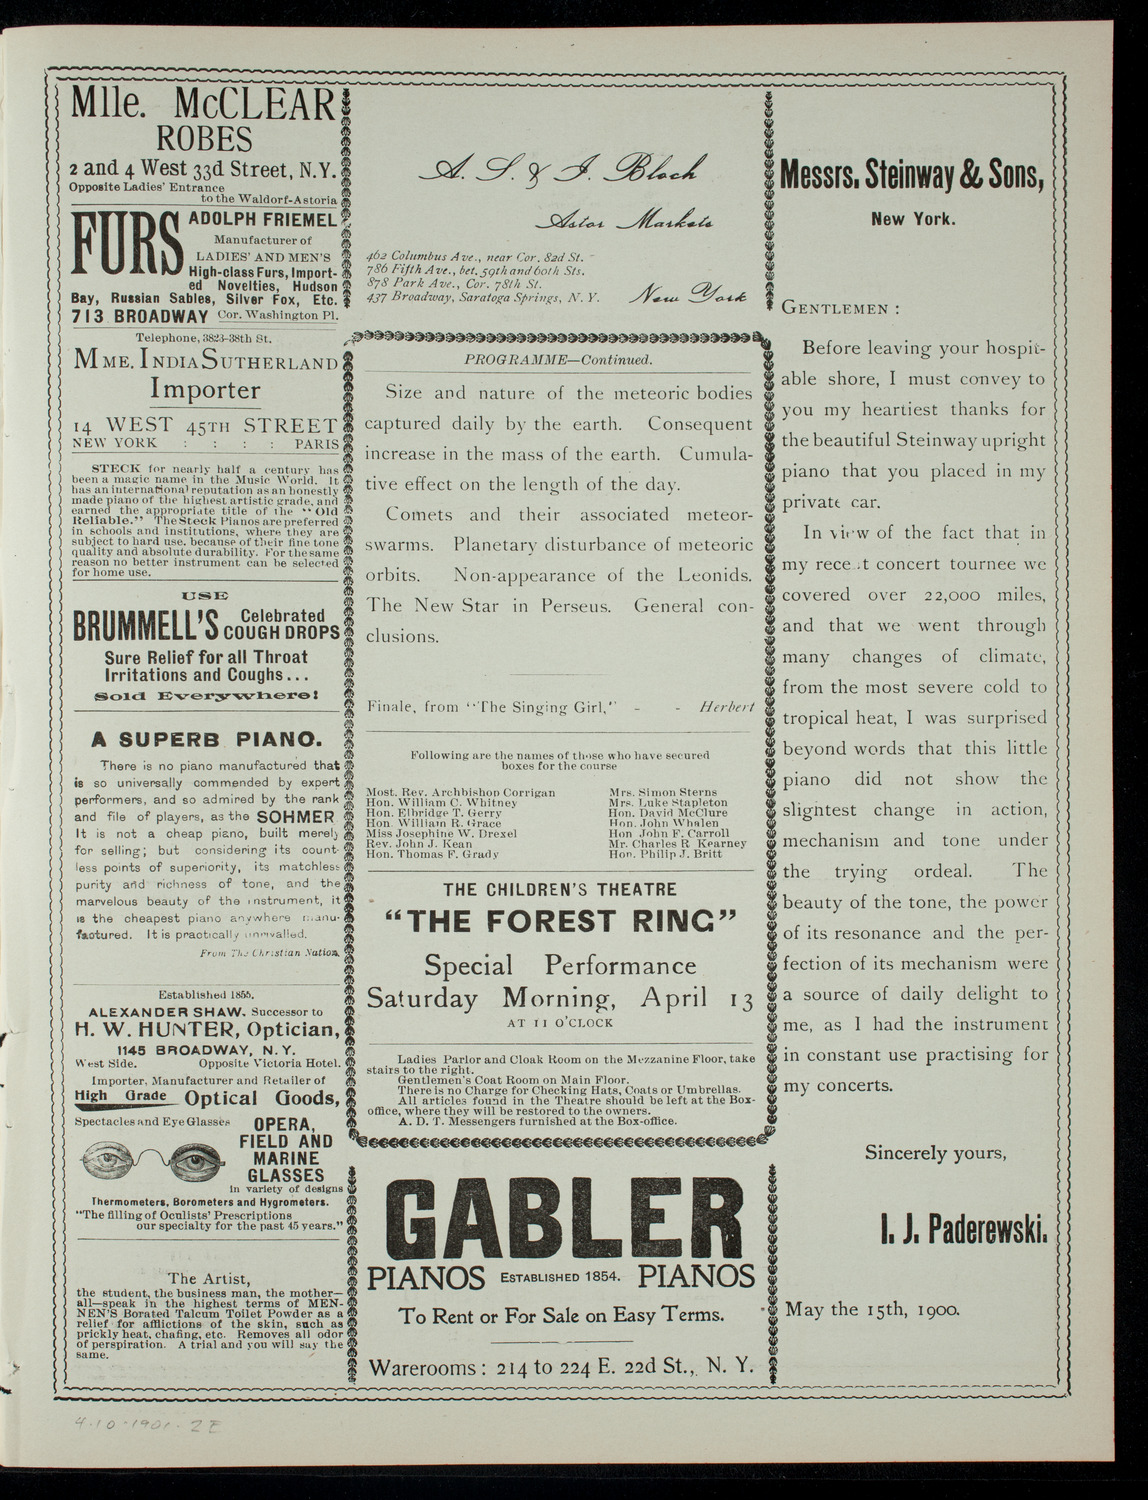 Mlle. McCLEAR
ROBES
2 and 4 West 33d Street, N.Y.
Opposite Ladies' Entrance
to the Waldorf-Astoria
FURS
ADOLPH FRIEMEL
Manufacturer of
LADIES' AND MEN'S
High-class Furs, Import-
ed Novelties, Hudson
Bay, Russian Sables, Silver Fox, Etc.
713 BROADWAY Cor. Washington Pl.
Telephone, 3823-38th St.
MME. INDIA SUTHERLAND
Importer
14 WEST 45TH STREET
NEW YORK : : : : PARIS
STECK for nearly half a century has
been a magic name in the Music World. It
has an international reputation as an honestly
made piano of the highest artistic grade, and
earned the appropriate title of the "Old
Reliable." The Steck Pianos are preferred
in schools and institutions, where they are
subject to hard use, because of their fine tone
quality and absolute durability. For the same
reason no better instrument can be selected
for home use.
USE
BRUMMELL'S Celebrated
COUGH DROPS
Sure Relief for all Throat
Irritations and Coughs...
Sold Everywhere!
A SUPERB PIANO.
There is no piano manufactured that
is so universally commended by expert
performers, and so admired by the rank
and file of players, as the SOHMER
It is not a cheap piano, built merely
for selling; but considering its count-
less points of superiority, its matchless
purity and richness of tone, and the
marvelous beauty of the instrument, it
is the cheapest piano anywhere manu-
factured. It is practically unrivalled.
From The Christian Nation.
Established 1855.
ALEXANDER SHAW. Successor to
H. W. HUNTER, Optician,
1145 BROADWAY, N. Y.
West Side. Opposite Victoria Hotel.
Importer, Manufacturer and Retailer of
High Grade Optical Goods,
Spectacles and Eye Glasses
OPERA,
FIELD AND
MARINE
GLASSES
in variety of designs
Thermometers, Borometers and Hygrometers.
"The filling of Oculists' Prescriptions
our specialty for the past 45 years."
The Artist,
the student, the business man, the mother—
all—speak in the highest terms of MEN-
NEN'S Borated Talcum Toilet Powder as a
relief for afflictions of the skin, such as
prickly heat, chafing, etc. Removes all odor
of perspiration. A trial and you will say the
same.
A. S. & J. Bloch
Astor Markets
462 Columbus Ave., near Cor. 82d St.
786 Fifth Ave., bet. 59th and 60th Sts.
878 Park Ave., Cor. 78th St.
437 Broadway, Saratoga Springs, N. Y.
New York
PROGRAMME—Continued.
Size and nature of the meteoric bodies
captured daily by the earth. Consequent
increase in the mass of the earth. Cumula-
tive effect on the length of the day.
Comets and their associated meteor-
swarms. Planetary disturbance of meteoric
orbits. Non-appearance of the Leonids.
The New Star in Perseus. General con-
clusions.
Finale, from "The Singing Girl," - - Herbert
Following are the names of those who have secured
boxes for the course
Most. Rev. Archbishop Corrigan
Hon. William C. Whitney
Hon. Elbridge T. Gerry
Hon. William R. Grace
Miss Josephine W. Drexel
Rev. John J. Kean
Hon. Thomas F. Grady
Mrs. Simon Sterns
Mrs. Luke Stapleton
Hon. David McClure
Hon. John Whalen
Hon John F. Carroll
Mr. Charles R Kearney
Hon. Philip J. Britt
THE CHILDREN'S THEATRE
"THE FOREST RING"
Special Performance
Saturday Morning, April 13
AT 11 O'CLOCK
Ladies Parlor and Cloak Room on the Mezzanine Floor, take
stairs to the right.
Gentlemen's Coat Room on Main Floor.
There is no Charge for Checking Hats, Coats or Umbrellas.
All articles found in the Theatre should be left at the Box-
office, where they will be restored to the owners.
A. D. T. Messengers furnished at the Box-office.
GABLER
PIANOS ESTABLISHED 1854. PIANOS
To Rent or For Sale on Easy Terms.
Warerooms: 214 to 224 E. 22d St., N. Y.
Messrs. Steinway & Sons,
New York.
GENTLEMEN:
Before leaving your hospit-
able shore, I must convey to
you my heartiest thanks for
the beautiful Steinway upright
piano that you placed in my
private car.
In view of the fact that in
my recent concert tournee we
covered over 22,000 miles,
and that we went through
many changes of climate,
from the most severe cold to
tropical heat, I was surprised
beyond words that this little
piano did not show the
slightest change in action,
mechanism and tone under
the trying ordeal. The
beauty of the tone, the power
of its resonance and the per-
fection of its mechanism were
a source of daily delight to
me, as I had the instrument
in constant use practising for
my concerts.
Sincerely yours,
I. J. Paderewski.
May the 15th, 1900.
4-10-1901. 2E